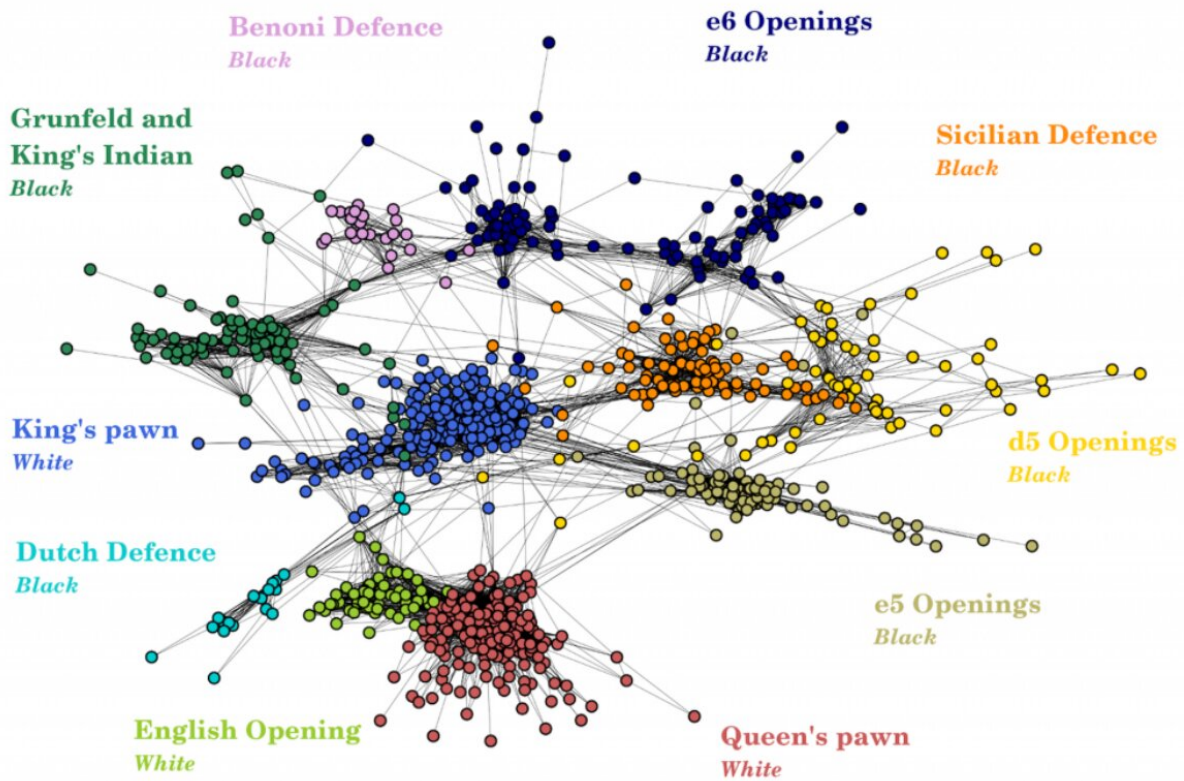 Benoni Defence
Black
e6 Openings
Black
Grunfeld and
King's Indian
Black
Sicilian Defence
Black
King's pawn
White
d5 Openings
Black
Dutch Defence
Black
e5 Openings
Black
English Opening
White
Queen's pawn
White